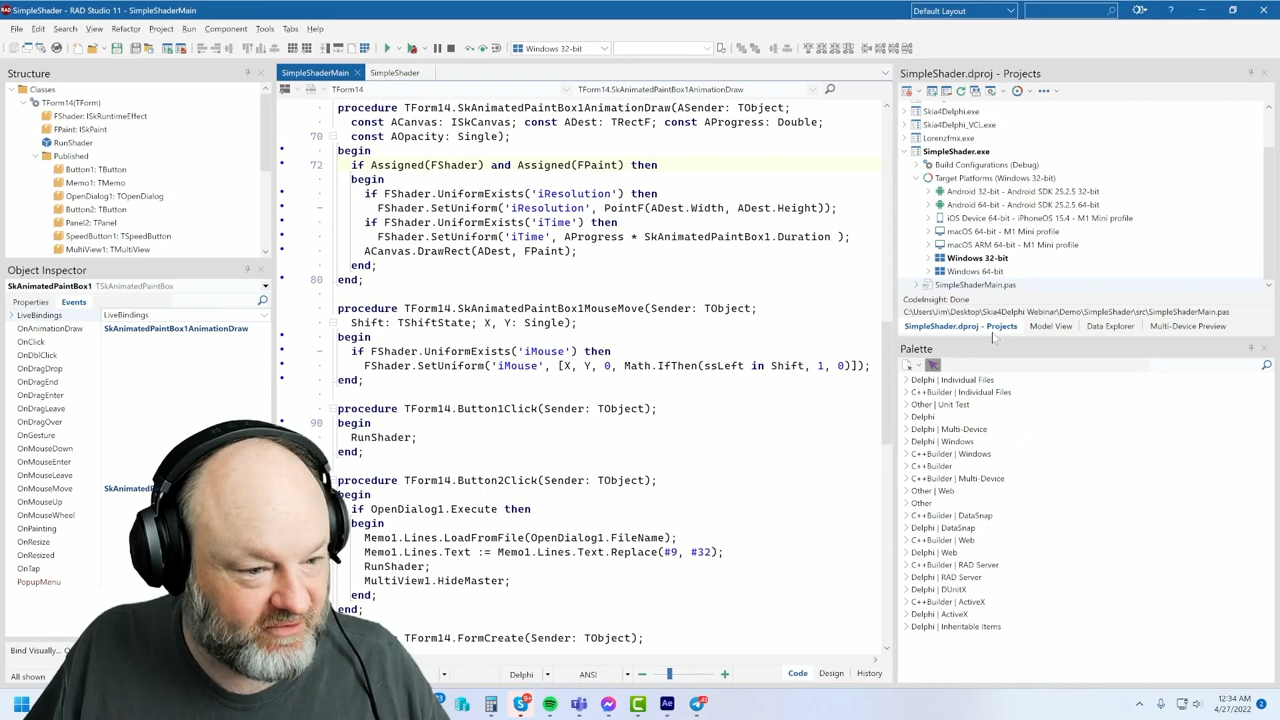 SimpleShader - RAD Studio 11 - SimpleShaderMain
Default Layout
File Edit Search View Refactor Project Run Component Tools Tabs Help
Windows 32-bit
Structure
Classes
TForm14(TForm)
FShader: ISkRuntimeEffect
FPaint: ISkPaint
RunShader
Published
Button1: TButton
Memo1: TMemo
OpenDialog1: TOpenDialog
Button2: TButton
Panel2: TPanel
SpeedButton1: TSpeedButton
MultiView1: TMultiView
Object Inspector
SkAnimatedPaintBox1 TSkAnimatedPaintBox
Properties Events
LiveBindings LiveBindings
OnAnimationDraw SkAnimatedPaintBox1AnimationDraw
OnClick
OnDblClick
OnDragDrop
OnDragEnd
OnDragEnter
OnDragLeave
OnDragOver
OnGesture
OnMouseDown
OnMouseEnter
OnMouseLeave
OnMouseMove
OnMouseUp
OnMouseWheel
OnPainting
OnResize
OnResized
OnTap
PopupMenu
Bind Visually...
All shown
SimpleShaderMain SimpleShader
TForm14 TForm14.SkAnimatedPaintBox1AnimationDraw
procedure TForm14.SkAnimatedPaintBox1AnimationDraw(ASender: TObject;
const ACanvas: ISkCanvas; const ADest: TRectF; const AProgress: Double;
70 const AOpacity: Single);
begin
72 if Assigned(FShader) and Assigned(FPaint) then
begin
if FShader.UniformExists('iResolution') then
FShader.SetUniform('iResolution', PointF(ADest.Width, ADest.Height));
if FShader.UniformExists('iTime') then
FShader.SetUniform('iTime', AProgress * SkAnimatedPaintBox1.Duration );
ACanvas.DrawRect(ADest, FPaint);
end;
80 end;
procedure TForm14.SkAnimatedPaintBox1MouseMove(Sender: TObject;
Shift: TShiftState; X, Y: Single);
begin
if FShader.UniformExists('iMouse') then
FShader.SetUniform('iMouse', [X, Y, 0, Math.IfThen(ssLeft in Shift, 1, 0)]);
end;
procedure TForm14.Button1Click(Sender: TObject);
90 begin
RunShader;
end;
procedure TForm14.Button2Click(Sender: TObject);
begin
if OpenDialog1.Execute then
begin
Memo1.Lines.LoadFromFile(OpenDialog1.FileName);
Memo1.Lines.Text := Memo1.Lines.Text.Replace(#9, #32);
RunShader;
MultiView1.HideMaster;
end;
end;
TForm14.FormCreate(Sender: TObject);
Delphi ANSI Code Design History
SimpleShader.dproj - Projects
Skia4Delphi.exe
Skia4Delphi_VCL.exe
Lorenzfmx.exe
SimpleShader.exe
Build Configurations (Debug)
Target Platforms (Windows 32-bit)
Android 32-bit - Android SDK 25.2.5 32-bit
Android 64-bit - Android SDK 25.2.5 64-bit
iOS Device 64-bit - iPhoneOS 15.4 - M1 Mini profile
macOS 64-bit - M1 Mini profile
macOS ARM 64-bit - M1 Mini profile
Windows 32-bit
Windows 64-bit
SimpleShaderMain.pas
CodeInsight: Done
C:\Users\Jim\Desktop\Skia4Delphi Webinar\Demo\SimpleShader\src\SimpleShaderMain.pas
SimpleShader.dproj - Projects Model View Data Explorer Multi-Device Preview
Palette
Delphi | Individual Files
C++Builder | Individual Files
Other | Unit Test
Delphi
Delphi | Multi-Device
Delphi | Windows
C++Builder | Windows
C++Builder
C++Builder | Multi-Device
Other | Web
Other
C++Builder | DataSnap
Delphi | DataSnap
C++Builder | Web
Delphi | Web
C++Builder | RAD Server
Delphi | RAD Server
Delphi | DUnitX
C++Builder | ActiveX
Delphi | ActiveX
Delphi | Inheritable Items
12:34 AM
4/27/2022